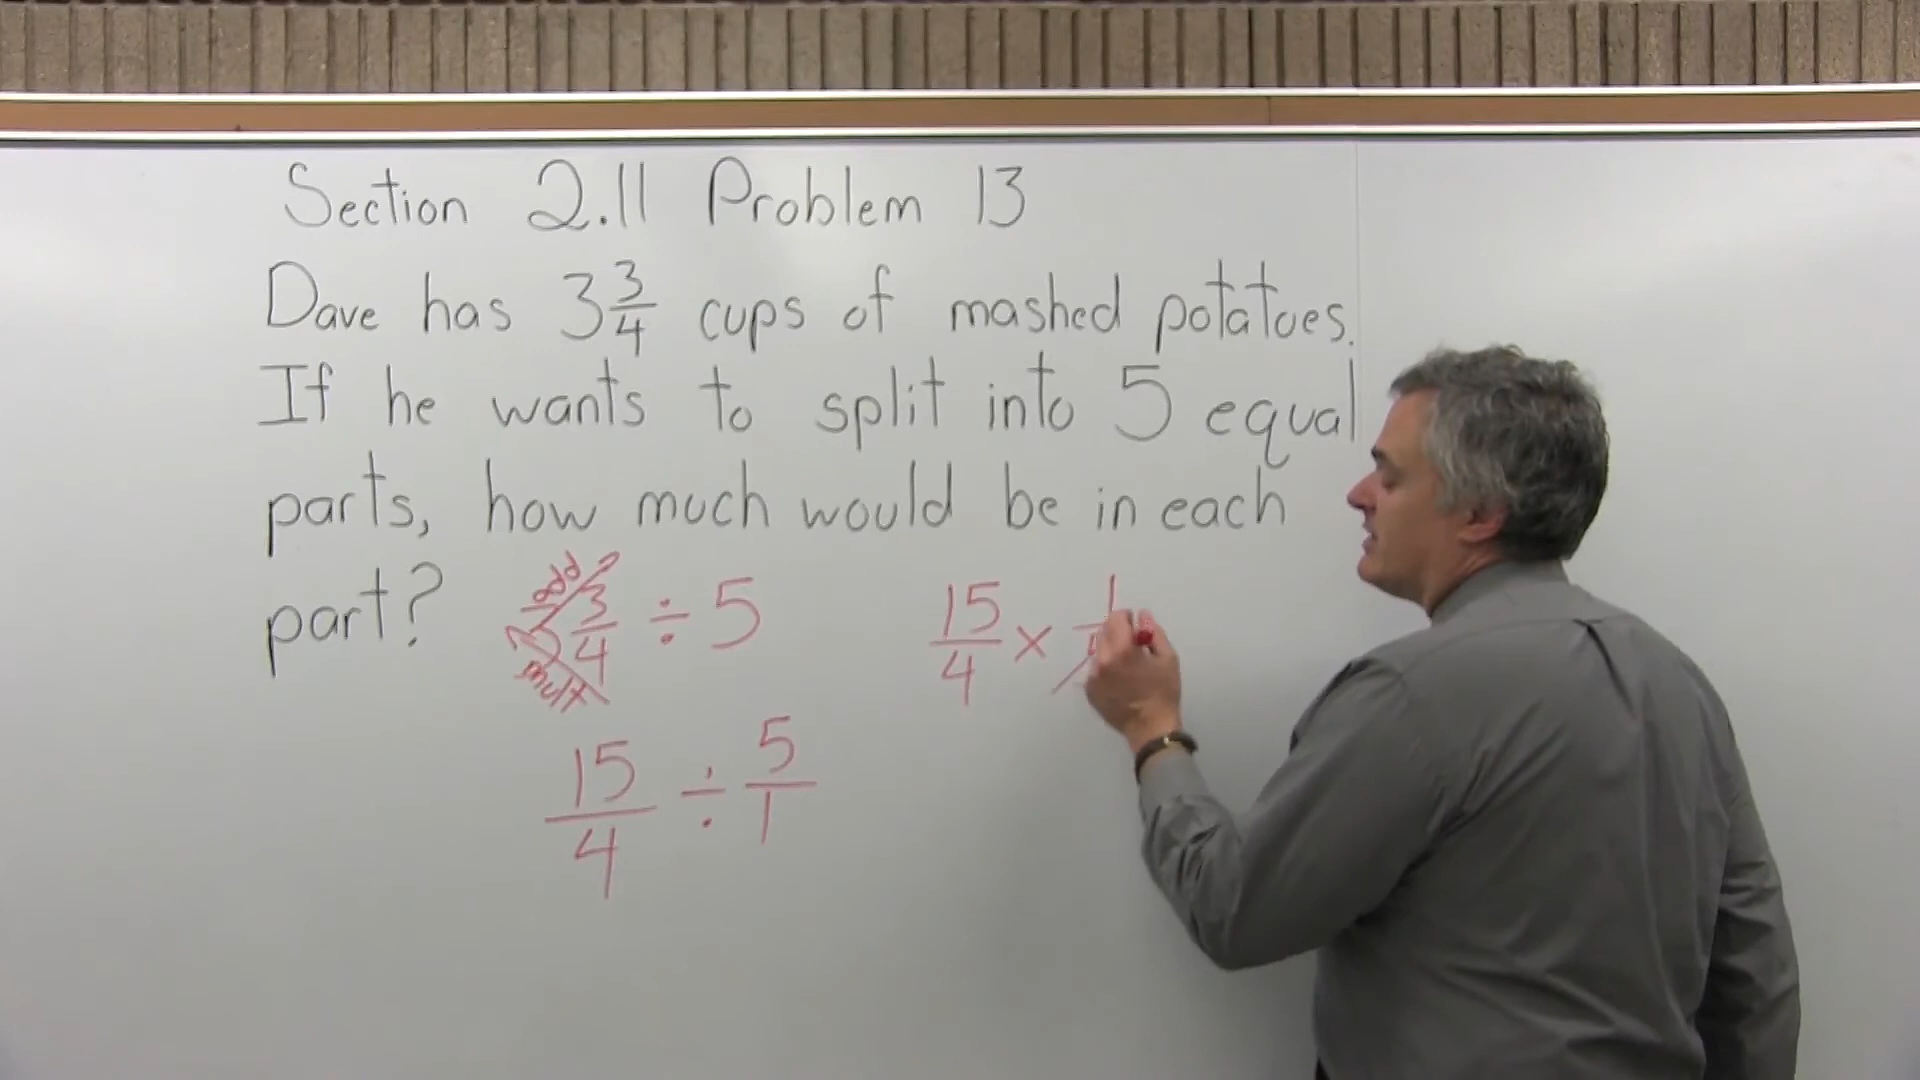 Section 2.11 Problem 13
Dave has 3 3/4 cups of mashed potatoes.
If he wants to split into 5 equal
parts, how much would be in each
part?
add
3 3/4 ÷ 5
mult
15/4 × 1/
15/4 ÷ 5/1